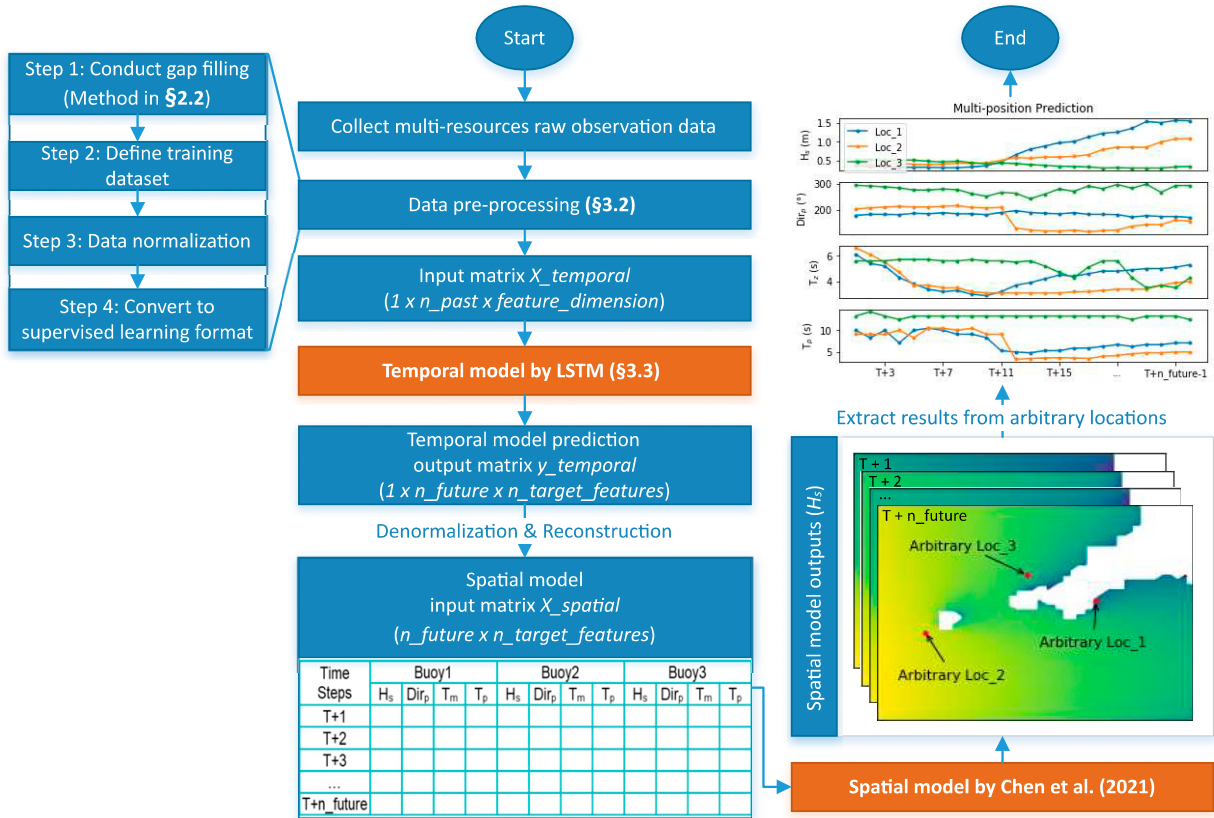 Start
Collect multi-resources raw observation data
Data pre-processing (§3.2)
Step 1: Conduct gap filling
(Method in §2.2)
Step 2: Define training
dataset
Step 3: Data normalization
Step 4: Convert to
supervised learning format
Input matrix X_temporal
(1 x n_past x feature_dimension)
Temporal model by LSTM (§3.3)
Temporal model prediction
output matrix y_temporal
(1 x n_future x n_target_features)
Denormalization & Reconstruction
Spatial model
input matrix X_spatial
(n_future x n_target_features)
Time Steps Buoy1 Buoy2 Buoy3
Hs Dirp Tm Tp Hs Dirp Tm Tp Hs Dirp Tm Tp
T+1
T+2
T+3
...
T+n_future
Spatial model by Chen et al. (2021)
Spatial model outputs (Hs)
T + 1
T + 2
...
T + n_future
Arbitrary Loc_3
Arbitrary Loc_1
Arbitrary Loc_2
Extract results from arbitrary locations
Multi-position Prediction
Hs (m)
1.5
1.0
0.5
Loc_1
Loc_2
Loc_3
Dirp (°)
300
200
Tz (s)
6
4
Tp (s)
10
5
T+3 T+7 T+11 T+15 ... T+n_future-1
End